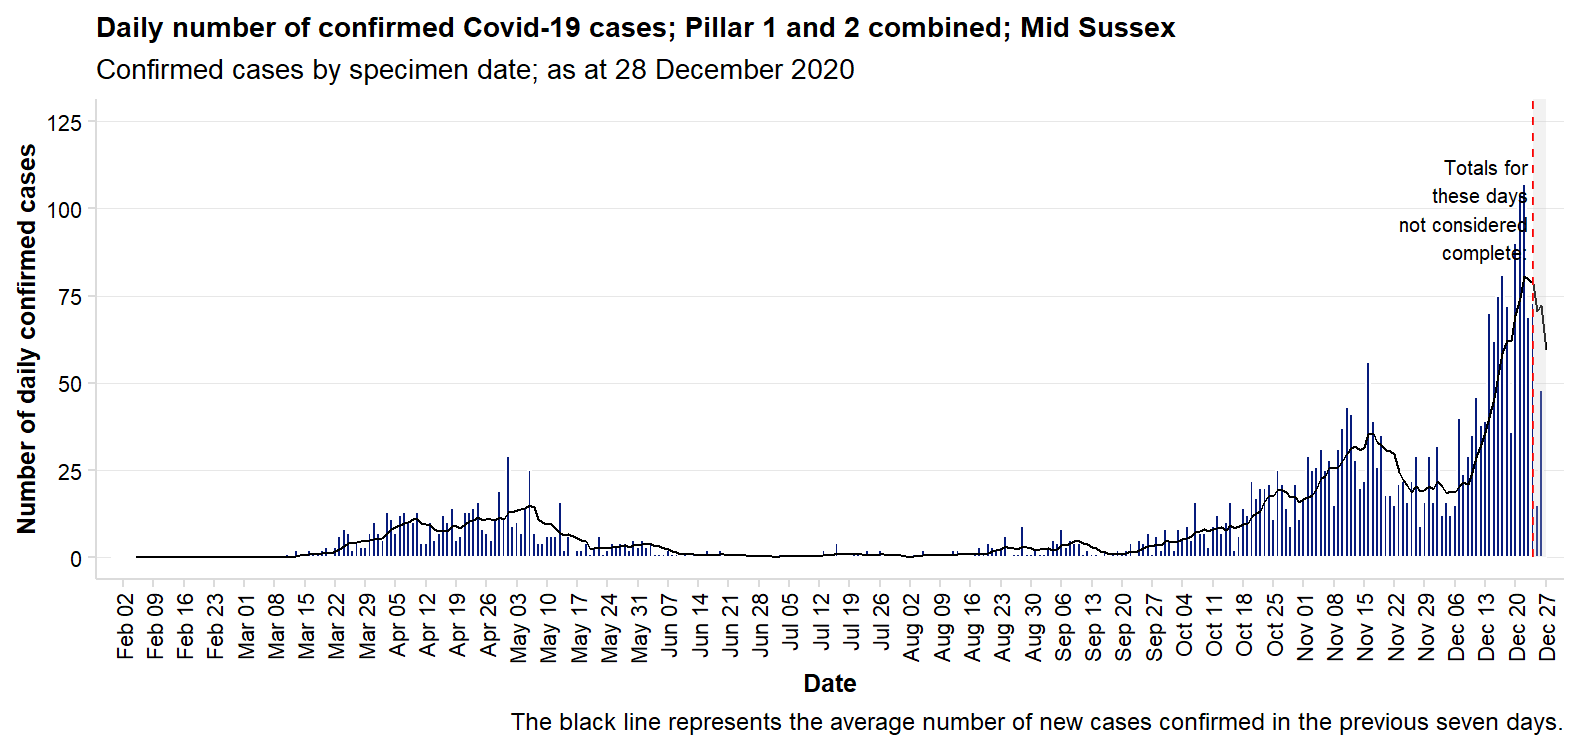 Daily number of confirmed Covid-19 cases; Pillar 1 and 2 combined; Mid Sussex
Confirmed cases by specimen date; as at 28 December 2020
Number of daily confirmed cases
125
100
75
50
25
0
Totals for
these days
not considered
complete.
Feb 02
Feb 09
Feb 16
Feb 23
Mar 01
Mar 08
Mar 15
Mar 22
Mar 29
Apr 05
Apr 12
Apr 19
Apr 26
May 03
May 10
May 17
May 24
May 31
Jun 07
Jun 14
Jun 21
Jun 28
Jul 05
Jul 12
Jul 19
Jul 26
Aug 02
Aug 09
Aug 16
Aug 23
Aug 30
Sep 06
Sep 13
Sep 20
Sep 27
Oct 04
Oct 11
Oct 18
Oct 25
Nov 01
Nov 08
Nov 15
Nov 22
Nov 29
Dec 06
Dec 13
Dec 20
Dec 27
Date
The black line represents the average number of new cases confirmed in the previous seven days.